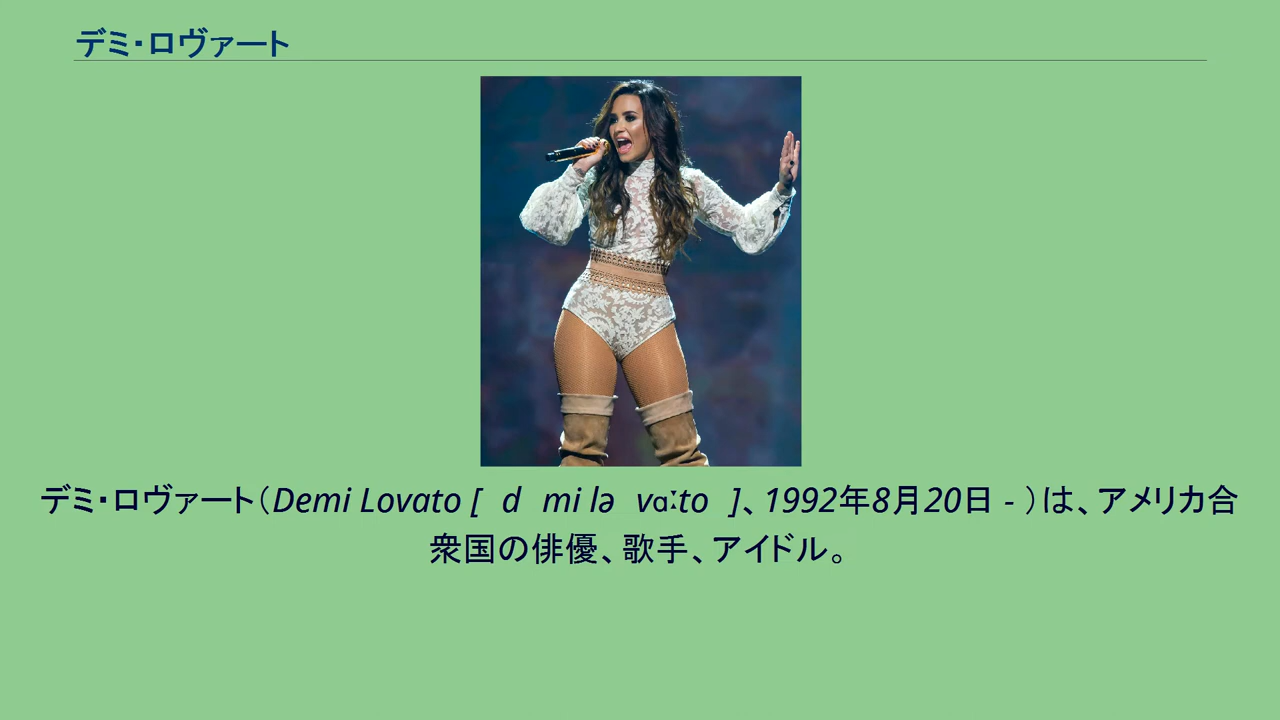 デミ・ロヴァート
デミ・ロヴァート（Demi Lovato [ d mi lə vɑːto ]、1992年8月20日 - ）は、アメリカ合
衆国の俳優、歌手、アイドル。